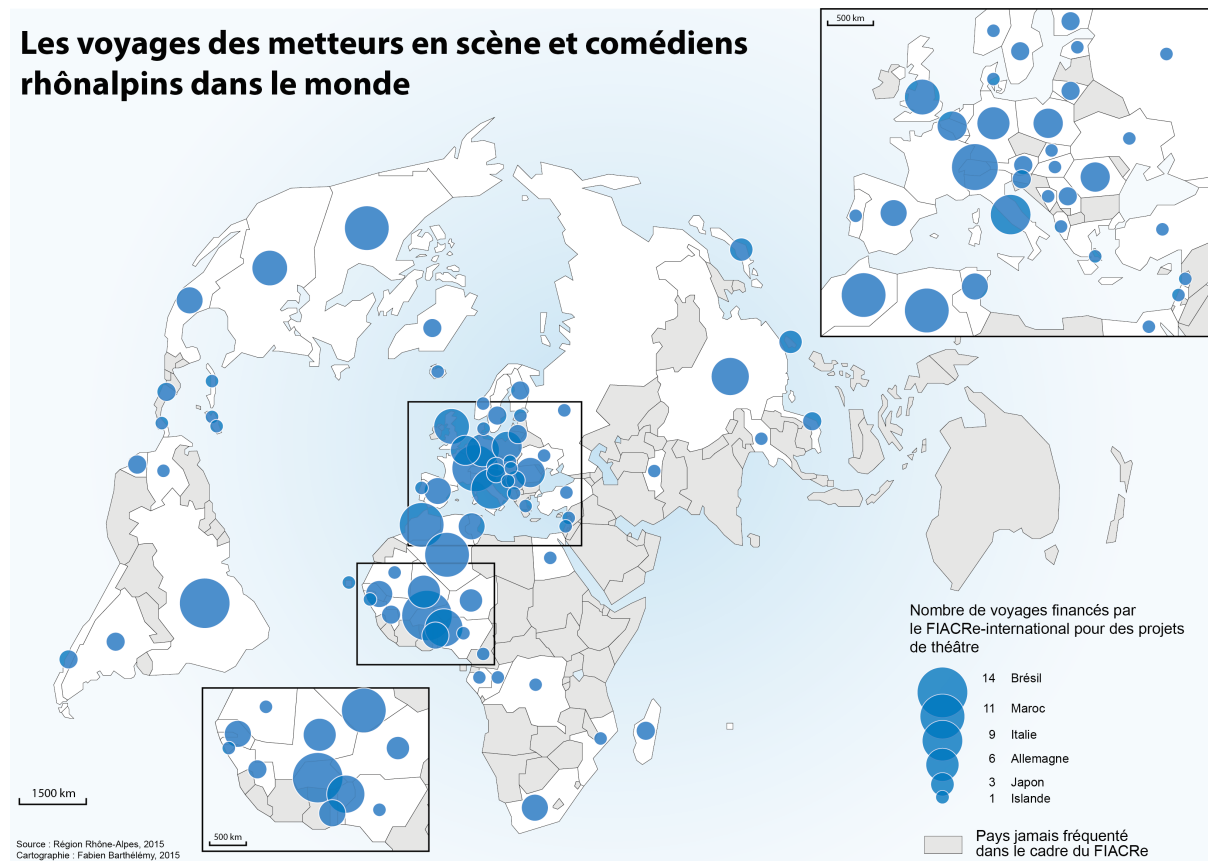 Les voyages des metteurs en scène et comédiens
rhônalpins dans le monde
500 km
Nombre de voyages financés par
le FIACRe-international pour des projets
de théâtre
14 Brésil
11 Maroc
9 Italie
6 Allemagne
3 Japon
1 Islande
Pays jamais fréquenté
dans le cadre du FIACRe
1500 km
500 km
Source : Région Rhône-Alpes, 2015
Cartographie : Fabien Barthélémy, 2015